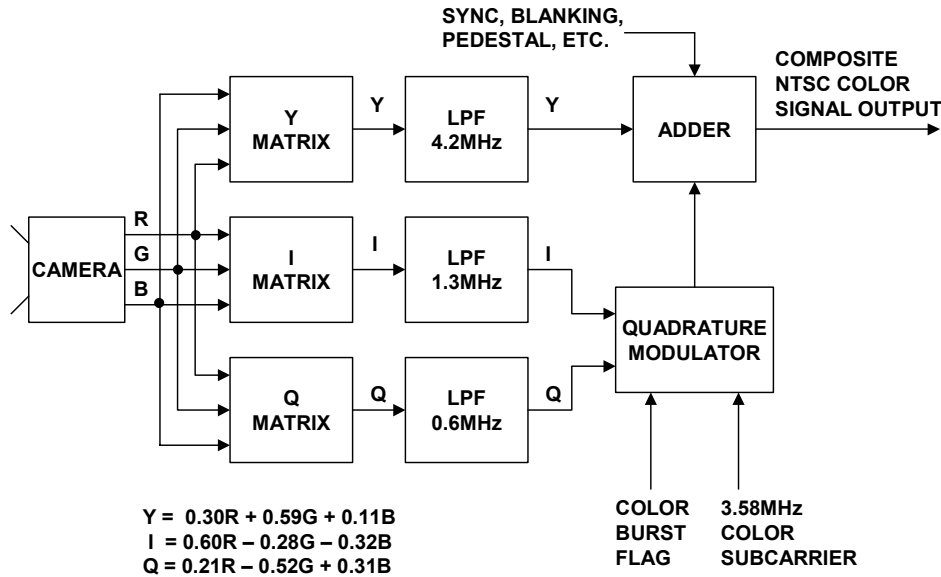 SYNC, BLANKING,
PEDESTAL, ETC.
COMPOSITE
NTSC COLOR
SIGNAL OUTPUT
Y
MATRIX
Y
LPF
4.2MHz
Y
ADDER
CAMERA
R
G
B
I
MATRIX
I
LPF
1.3MHz
I
QUADRATURE
MODULATOR
Q
MATRIX
Q
LPF
0.6MHz
Q
COLOR
BURST
FLAG
3.58MHz
COLOR
SUBCARRIER
Y = 0.30R + 0.59G + 0.11B
I = 0.60R – 0.28G – 0.32B
Q = 0.21R – 0.52G + 0.31B